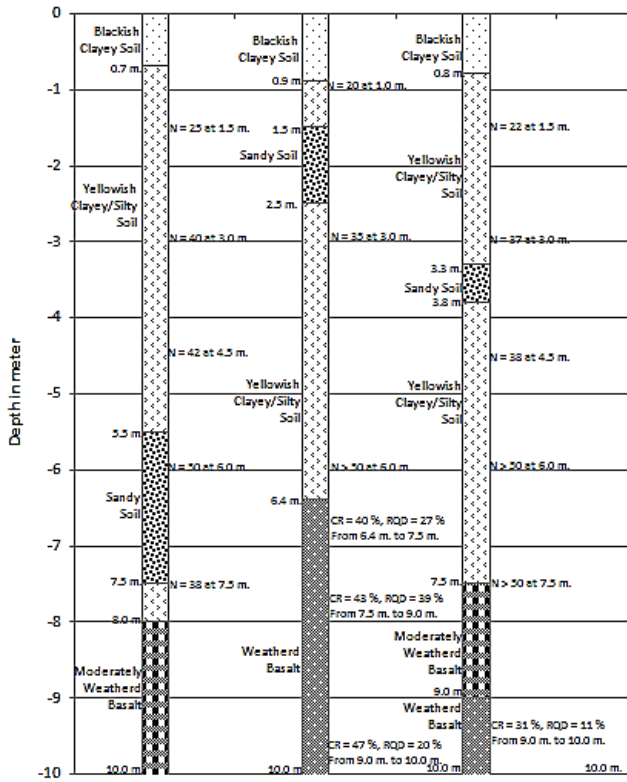 Depth in meter
0
-1
-2
-3
-4
-5
-6
-7
-8
-9
-10
Blackish
Clayey Soil
0.7 m.
N = 25 at 1.5 m.
Yellowish
Clayey/Silty
Soil
N = 40 at 3.0 m.
N = 42 at 4.5 m.
5.5 m.
N = 50 at 6.0 m.
Sandy
Soil
7.5 m.
N = 38 at 7.5 m.
8.0 m
Moderately
Weatherd
Basalt
10.0 m
Blackish
Clayey Soil
0.9 m.
N = 20 at 1.0 m.
1.5 m
Sandy Soil
2.5 m.
N = 35 at 3.0 m.
Yellowish
Clayey/Silty
Soil
N > 50 at 6.0 m.
6.4 m.
CR = 40 %, RQD = 27 %
From 6.4 m. to 7.5 m.
CR = 43 %, RQD = 39 %
From 7.5 m. to 9.0 m.
Weatherd
Basalt
CR = 47 %, RQD = 20 %
From 9.0 m. to 10.0 m.
10.0 m
Blackish
Clayey Soil
0.8 m.
N = 22 at 1.5 m.
Yellowish
Clayey/Silty
Soil
N = 37 at 3.0 m.
3.3 m.
Sandy Soil
3.8 m.
N = 38 at 4.5 m.
Yellowish
Clayey/Silty
Soil
N > 50 at 6.0 m.
7.5 m.
N > 50 at 7.5 m.
Moderately
Weatherd
Basalt
9.0 m
Weatherd
Basalt
CR = 31 %, RQD = 11 %
From 9.0 m. to 10.0 m.
10.0 m